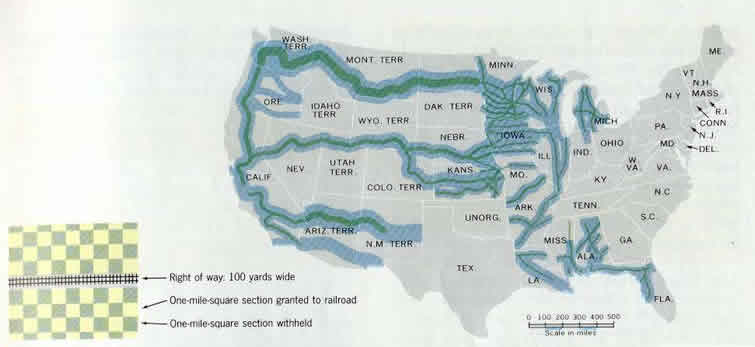 WASH.
TERR.
MONT. TERR
MINN.
ME.
VT
N.H.
MASS.
N.Y
R.I.
CONN.
N.J.
DEL.
ORE
IDAHO
TERR
WYO. TERR
DAK TERR
WIS.
MICH
PA.
MD
NEBR.
IOWA
ILL.
IND.
OHIO
W
VA.
VA.
CALIF.
NEV.
UTAH
TERR.
COLO. TERR
KANS
MO.
KY
N.C
ARIZ. TERR.
N.M TERR
UNORG.
ARK
TENN.
S.C.
TEX
LA.
MISS
ALA.
GA
FLA.
Right of way: 100 yards wide
One-mile-square section granted to railroad
One-mile-square section withheld
0 100 200 300 400 500
Scale in miles